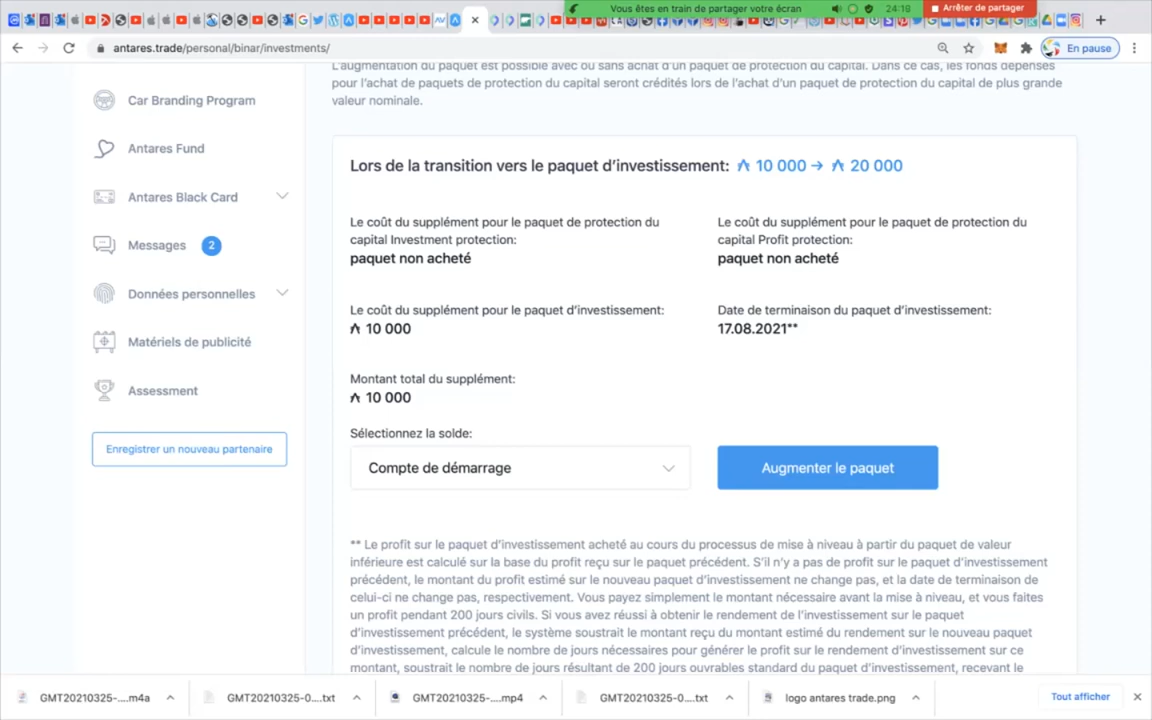 Vous êtes en train de partager votre écran
24:18
Arrêter de partager
antares.trade/personal/binar/investments/
En pause
L'augmentation du paquet est possible avec ou sans achat d'un paquet de protection du capital. Dans ce cas, les fonds dépensés
pour l'achat de paquets de protection du capital seront crédités lors de l'achat d'un paquet de protection du capital de plus grande
valeur nominale.
Car Branding Program
Antares Fund
Antares Black Card
Messages 2
Données personnelles
Matériels de publicité
Assessment
Enregistrer un nouveau partenaire
Lors de la transition vers le paquet d'investissement: 10 000 → 20 000
Le coût du supplément pour le paquet de protection du
capital Investment protection:
paquet non acheté
Le coût du supplément pour le paquet de protection du
capital Profit protection:
paquet non acheté
Le coût du supplément pour le paquet d'investissement:
10 000
Date de terminaison du paquet d'investissement:
17.08.2021**
Montant total du supplément:
10 000
Sélectionnez la solde:
Compte de démarrage
Augmenter le paquet
** Le profit sur le paquet d'investissement acheté au cours du processus de mise à niveau à partir du paquet de valeur
inférieure est calculé sur la base du profit reçu sur le paquet précédent. S'il n'y a pas de profit sur le paquet d'investissement
précédent, le montant du profit estimé sur le nouveau paquet d'investissement ne change pas, et la date de terminaison de
celui-ci ne change pas, respectivement. Vous payez simplement le montant nécessaire avant la mise à niveau, et vous faites
un profit pendant 200 jours civils. Si vous avez réussi à obtenir le rendement de l'investissement sur le paquet
d'investissement précédent, le système soustrait le montant reçu du montant estimé du rendement sur le nouveau paquet
d'investissement, calcule le nombre de jours nécessaires pour générer le profit sur le rendement d'investissement sur ce
montant, soustrait le nombre de jours résultant de 200 jours ouvrables standard du paquet d'investissement, recevant le
GMT20210325-....m4a
GMT20210325-0....txt
GMT20210325-....mp4
GMT20210325-0....txt
logo antares trade.png
Tout afficher